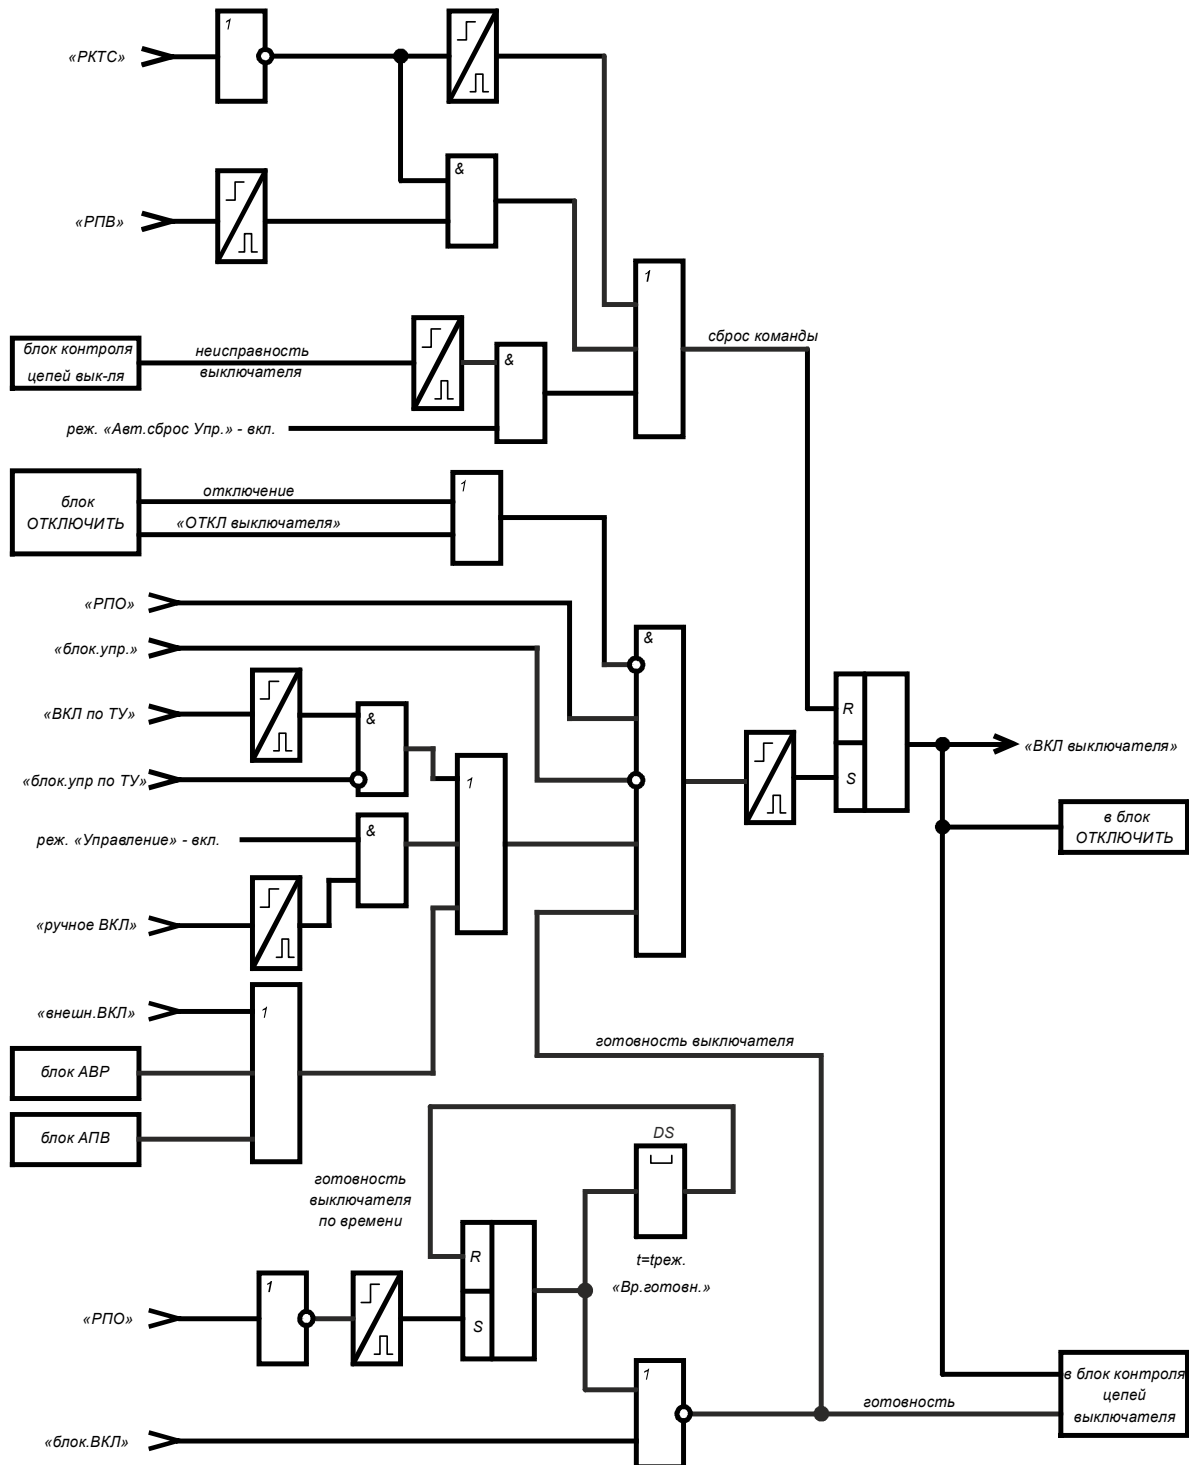 1
«РКТС»
&
«РПВ»
1
сброс команды
блок контроля
цепей вык-ля
неисправность
выключателя
&
реж. «Авт.сброс Упр.» - вкл.
блок
ОТКЛЮЧИТЬ
отключение
«ОТКЛ выключателя»
1
«РПО»
«блок.упр.»
&
«ВКЛ по ТУ»
&
R
S
«ВКЛ выключателя»
«блок.упр по ТУ»
1
в блок
ОТКЛЮЧИТЬ
&
реж. «Управление» - вкл.
«ручное ВКЛ»
«внешн.ВКЛ»
1
готовность выключателя
блок АВР
блок АПВ
DS
готовность
выключателя
по времени
R
S
t=tреж.
«Вр.готовн.»
1
«РПО»
1
готовность
в блок контроля
цепей
выключателя
«блок.ВКЛ»